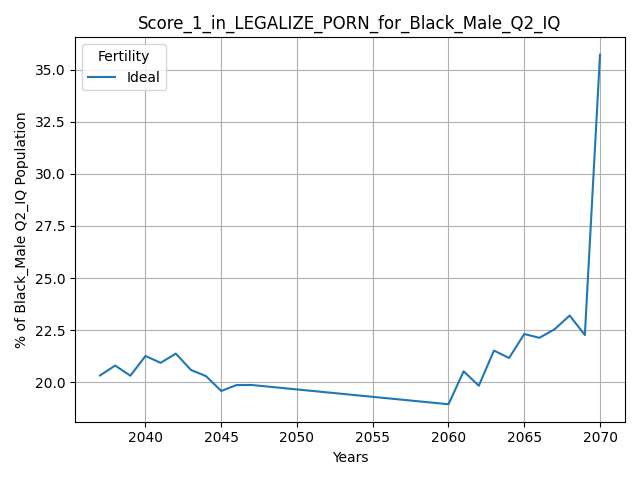 Score_1_in_LEGALIZE_PORN_for_Black_Male_Q2_IQ
Fertility
Ideal
% of Black_Male Q2_IQ Population
35.0
32.5
30.0
27.5
25.0
22.5
20.0
2040 2045 2050 2055 2060 2065 2070
Years